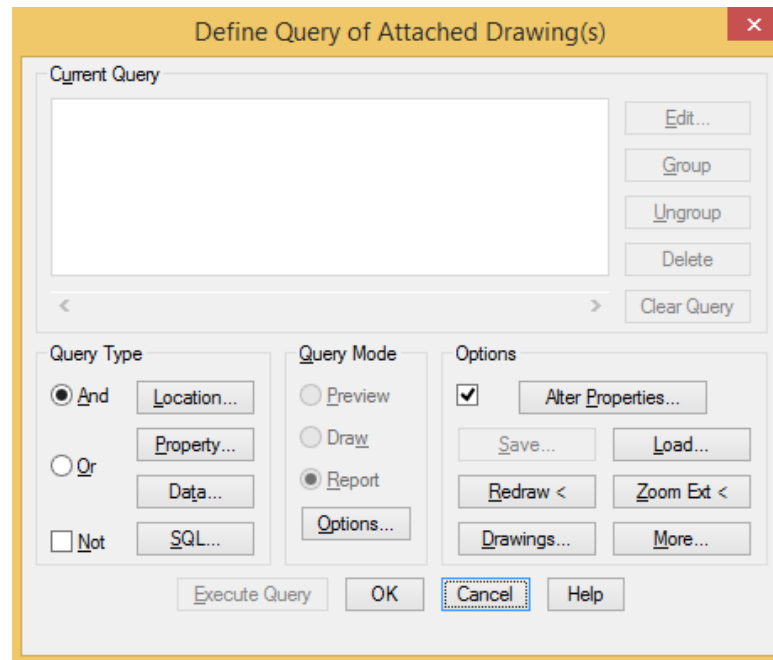 Define Query of Attached Drawing(s)
Current Query
Edit...
Group
Ungroup
Delete
Clear Query
Query Type
And
Location...
Property...
Or
Data...
Not
SQL...
Query Mode
Preview
Draw
Report
Options...
Options
Alter Properties...
Save...
Load...
Redraw <
Zoom Ext <
Drawings...
More...
Execute Query
OK
Cancel
Help